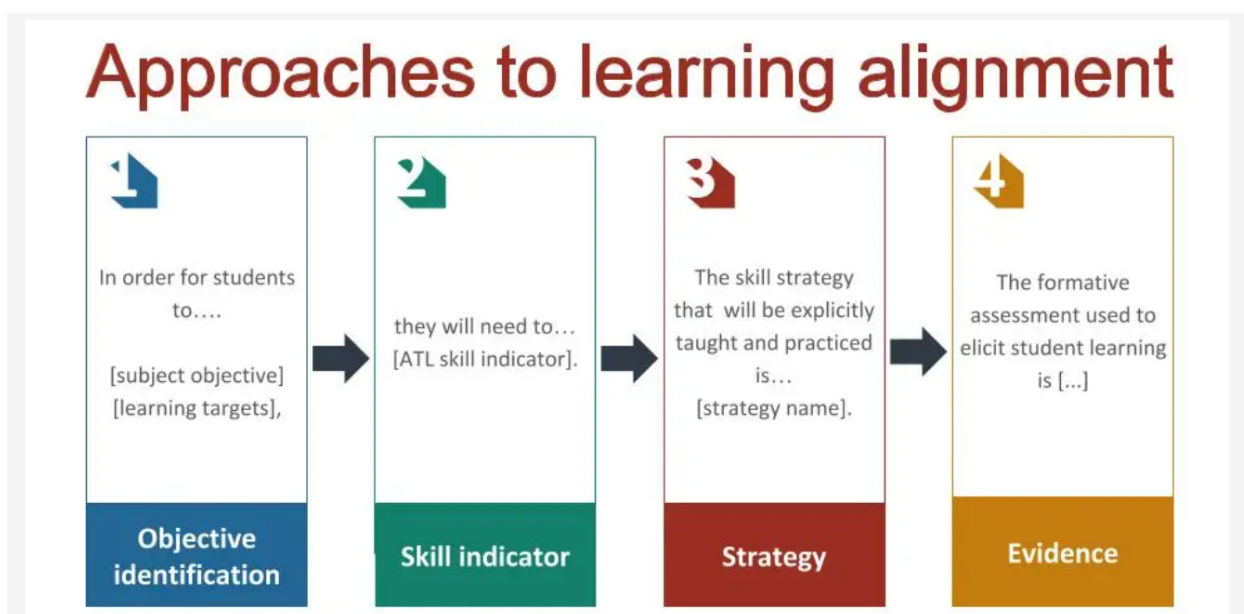 Approaches to learning alignment
1
In order for students
to….
[subject objective]
[learning targets],
Objective
identification
2
they will need to…
[ATL skill indicator].
Skill indicator
3
The skill strategy
that will be explicitly
taught and practiced
is…
[strategy name].
Strategy
4
The formative
assessment used to
elicit student learning
is [...]
Evidence